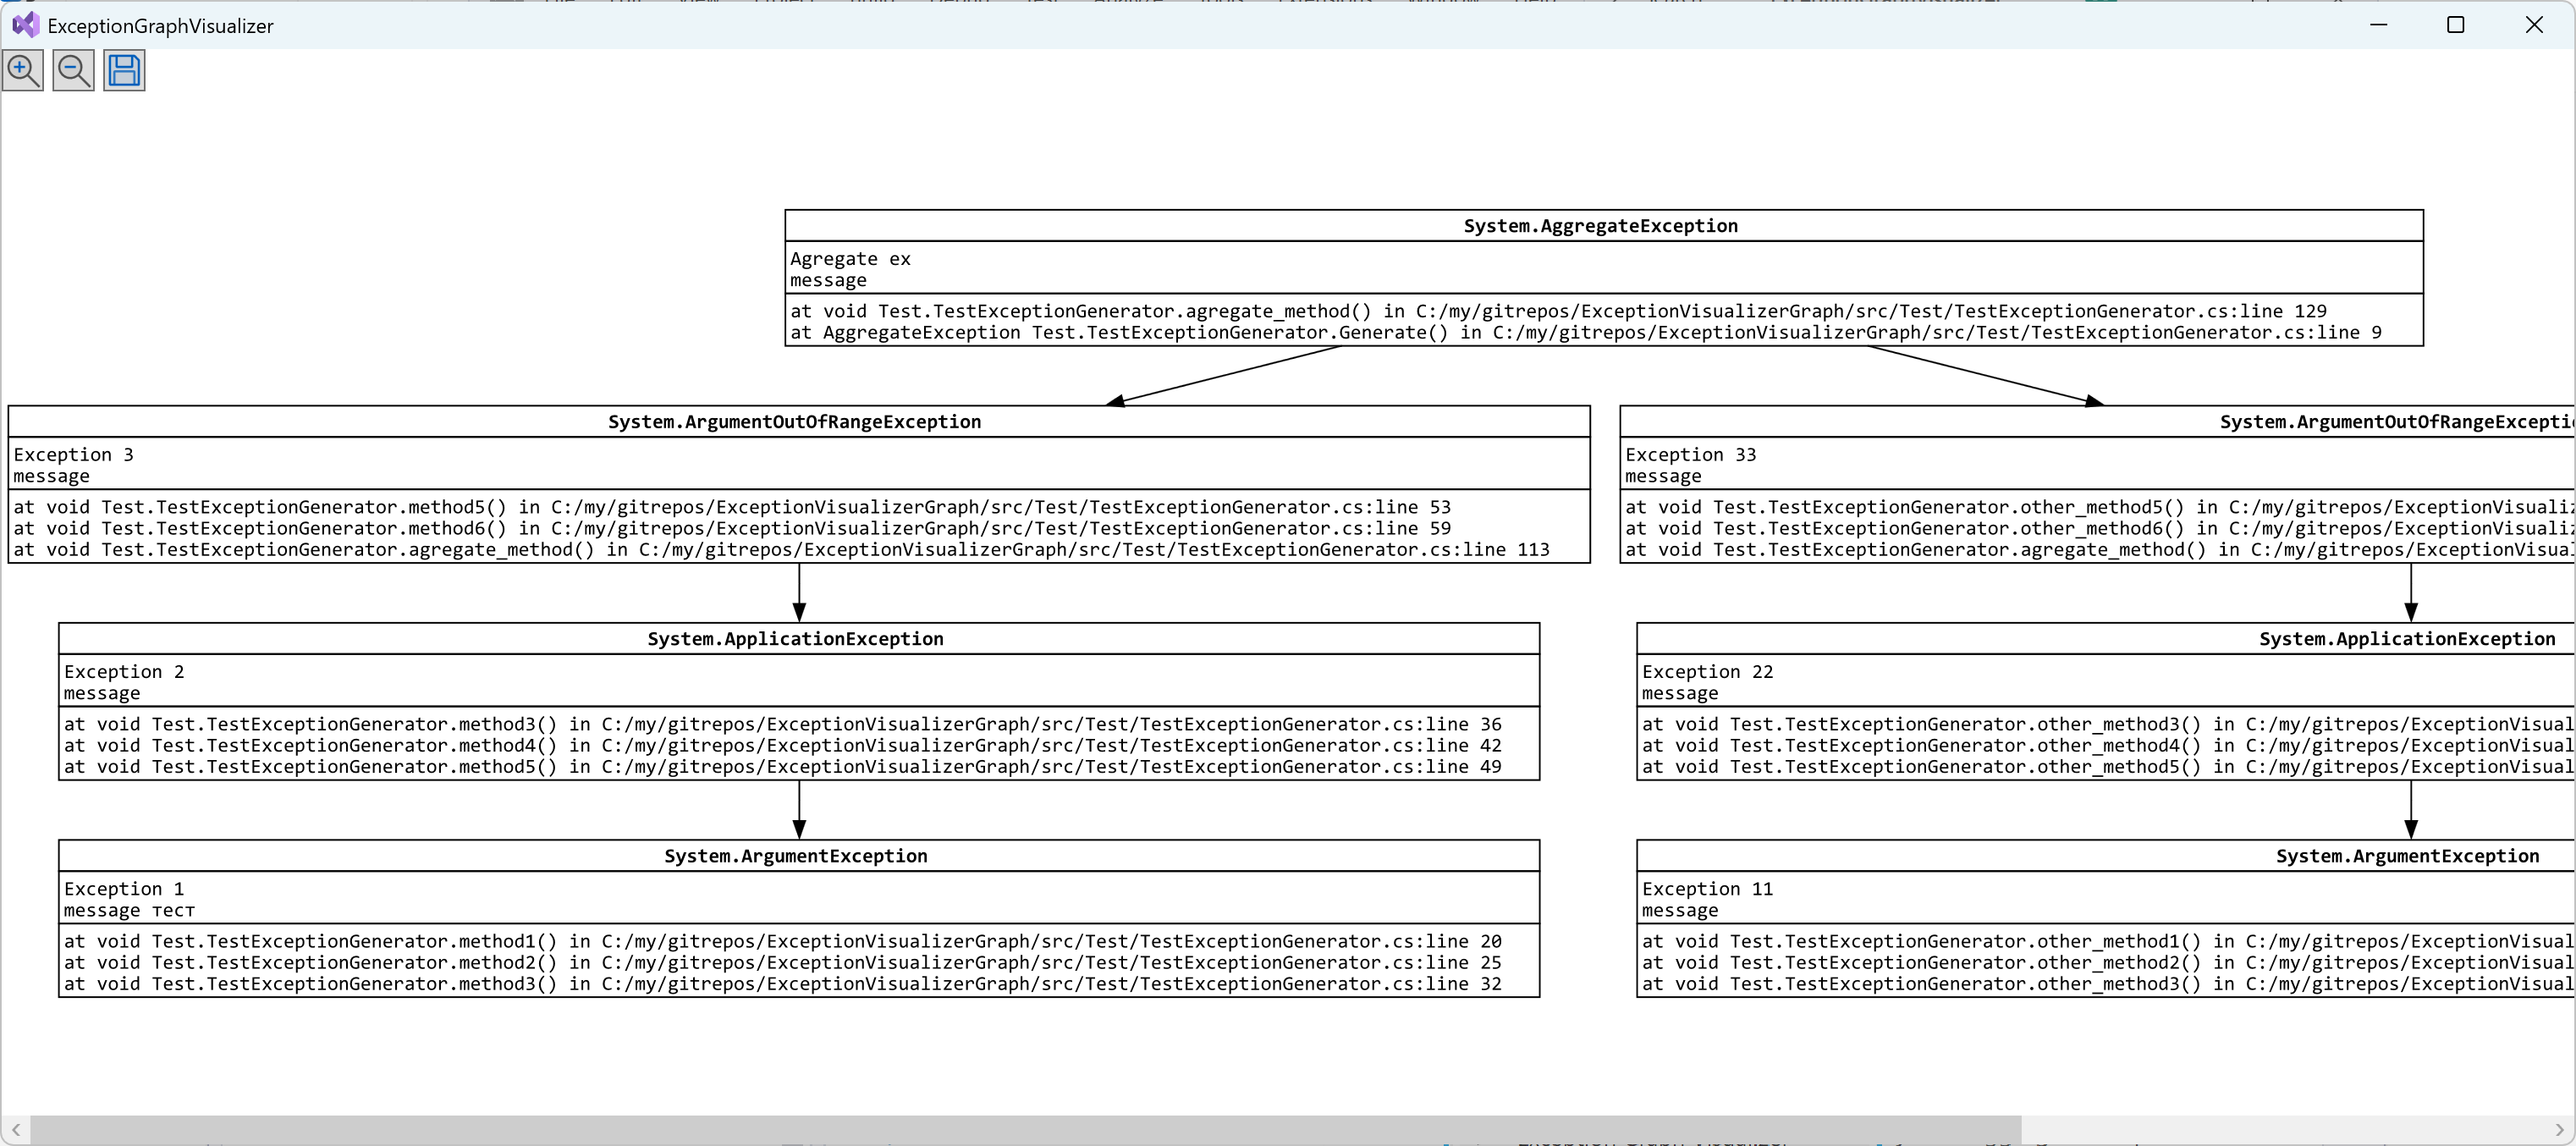 ExceptionGraphVisualizer
System.AggregateException
Agregate ex
message
at void Test.TestExceptionGenerator.agregate_method() in C:/my/gitrepos/ExceptionVisualizerGraph/src/Test/TestExceptionGenerator.cs:line 129
at AggregateException Test.TestExceptionGenerator.Generate() in C:/my/gitrepos/ExceptionVisualizerGraph/src/Test/TestExceptionGenerator.cs:line 9
System.ArgumentOutOfRangeException
Exception 3
message
at void Test.TestExceptionGenerator.method5() in C:/my/gitrepos/ExceptionVisualizerGraph/src/Test/TestExceptionGenerator.cs:line 53
at void Test.TestExceptionGenerator.method6() in C:/my/gitrepos/ExceptionVisualizerGraph/src/Test/TestExceptionGenerator.cs:line 59
at void Test.TestExceptionGenerator.agregate_method() in C:/my/gitrepos/ExceptionVisualizerGraph/src/Test/TestExceptionGenerator.cs:line 113
System.ArgumentOutOfRangeExcepti
Exception 33
message
at void Test.TestExceptionGenerator.other_method5() in C:/my/gitrepos/ExceptionVisualiz
at void Test.TestExceptionGenerator.other_method6() in C:/my/gitrepos/ExceptionVisualiz
at void Test.TestExceptionGenerator.agregate_method() in C:/my/gitrepos/ExceptionVisual
System.ApplicationException
Exception 2
message
at void Test.TestExceptionGenerator.method3() in C:/my/gitrepos/ExceptionVisualizerGraph/src/Test/TestExceptionGenerator.cs:line 36
at void Test.TestExceptionGenerator.method4() in C:/my/gitrepos/ExceptionVisualizerGraph/src/Test/TestExceptionGenerator.cs:line 42
at void Test.TestExceptionGenerator.method5() in C:/my/gitrepos/ExceptionVisualizerGraph/src/Test/TestExceptionGenerator.cs:line 49
System.ApplicationException
Exception 22
message
at void Test.TestExceptionGenerator.other_method3() in C:/my/gitrepos/ExceptionVisual
at void Test.TestExceptionGenerator.other_method4() in C:/my/gitrepos/ExceptionVisual
at void Test.TestExceptionGenerator.other_method5() in C:/my/gitrepos/ExceptionVisual
System.ArgumentException
Exception 1
message тест
at void Test.TestExceptionGenerator.method1() in C:/my/gitrepos/ExceptionVisualizerGraph/src/Test/TestExceptionGenerator.cs:line 20
at void Test.TestExceptionGenerator.method2() in C:/my/gitrepos/ExceptionVisualizerGraph/src/Test/TestExceptionGenerator.cs:line 25
at void Test.TestExceptionGenerator.method3() in C:/my/gitrepos/ExceptionVisualizerGraph/src/Test/TestExceptionGenerator.cs:line 32
System.ArgumentException
Exception 11
message
at void Test.TestExceptionGenerator.other_method1() in C:/my/gitrepos/ExceptionVisual
at void Test.TestExceptionGenerator.other_method2() in C:/my/gitrepos/ExceptionVisual
at void Test.TestExceptionGenerator.other_method3() in C:/my/gitrepos/ExceptionVisual